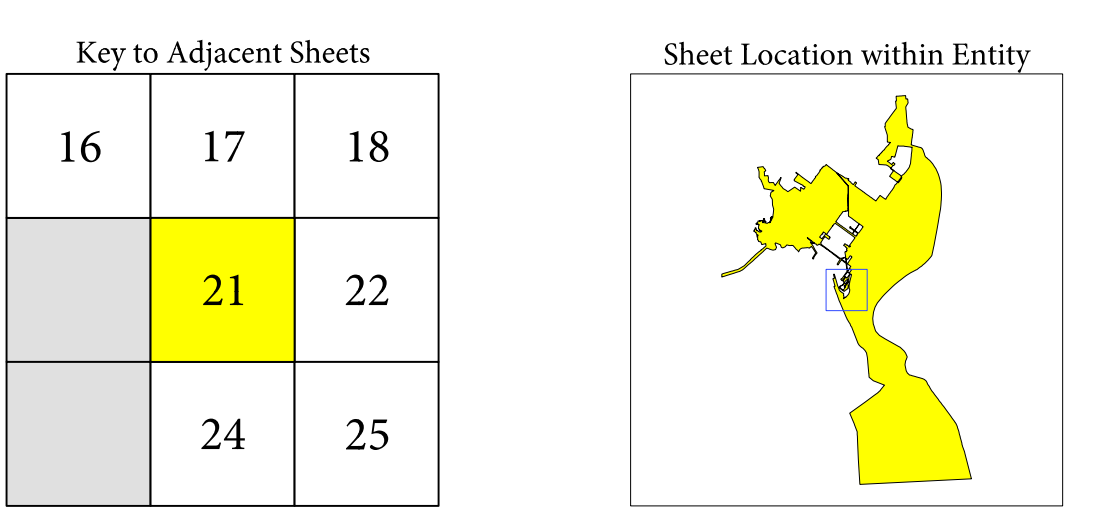 Key to Adjacent Sheets
Sheet Location within Entity
16 17 18
21 22
24 25